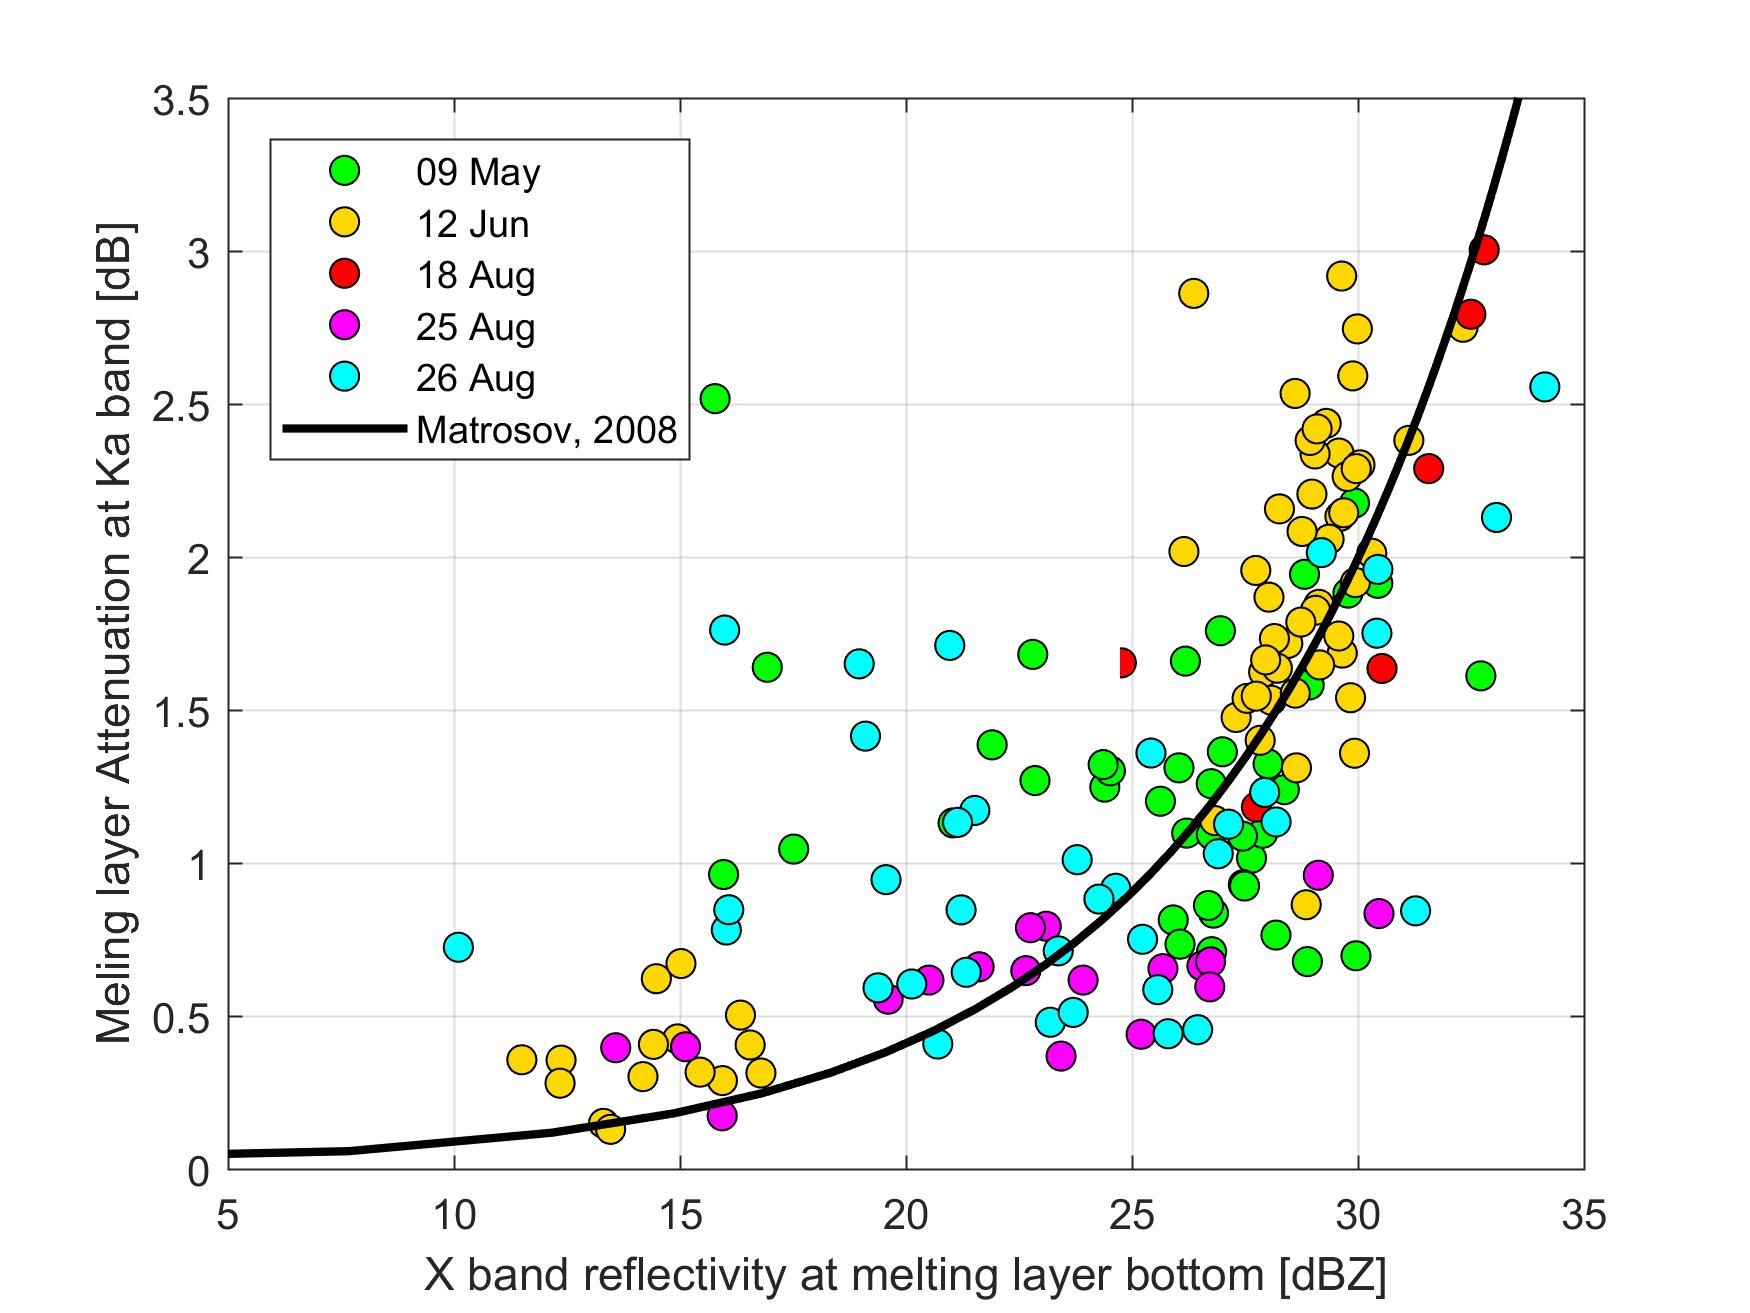 3.5
3
2.5
2
1.5
1
0.5
0
Meling layer Attenuation at Ka band [dB]
09 May
12 Jun
18 Aug
25 Aug
26 Aug
Matrosov, 2008
5 10 15 20 25 30 35
X band reflectivity at melting layer bottom [dBZ]